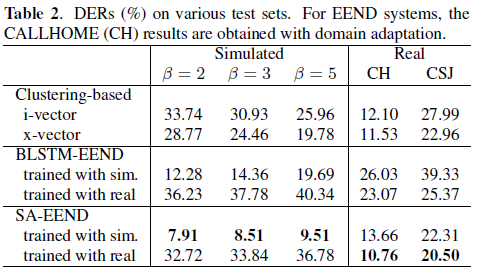 Table 2. DERs (%) on various test sets. For EEND systems, the
CALLHOME (CH) results are obtained with domain adaptation.
Simulated Real
β = 2 β = 3 β = 5 CH CSJ
Clustering-based
i-vector 33.74 30.93 25.96 12.10 27.99
x-vector 28.77 24.46 19.78 11.53 22.96
BLSTM-EEND
trained with sim. 12.28 14.36 19.69 26.03 39.33
trained with real 36.23 37.78 40.34 23.07 25.37
SA-EEND
trained with sim. 7.91 8.51 9.51 13.66 22.31
trained with real 32.72 33.84 36.78 10.76 20.50